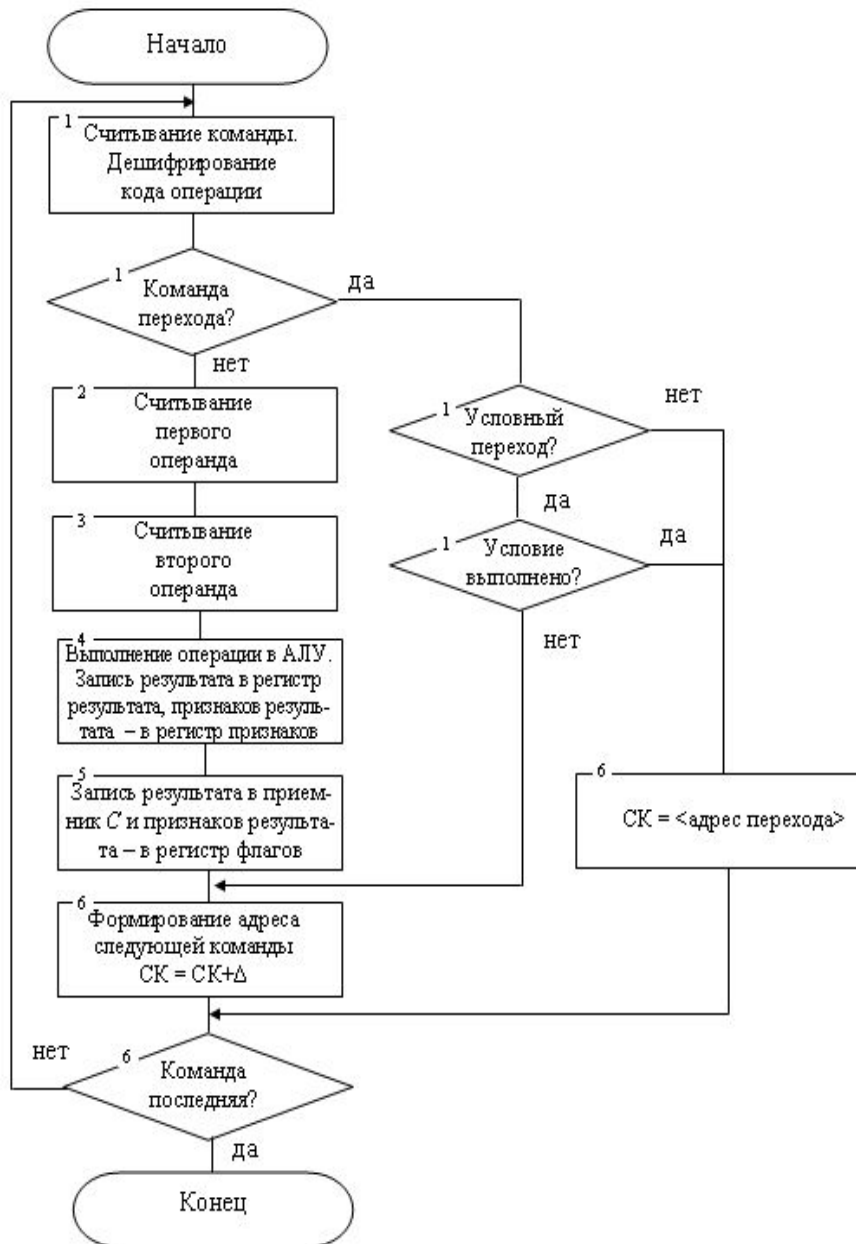 Начало
1
Считывание команды.
Дешифрирование
кода операции
1
Команда
перехода?
да
нет
2
Считывание
первого
операнда
1
Условный
переход?
нет
да
3
Считывание
второго
операнда
1
Условие
выполнено?
да
нет
4
Выполнение операции в АЛУ.
Запись результата в регистр
результата, признаков резуль-
тата – в регистр признаков
5
Запись результата в прием-
ник С и признаков результа-
та – в регистр флагов
6
СК = <адрес перехода>
6
Формирование адреса
следующей команды
СК = СК+Δ
нет
6
Команда
последняя?
да
Конец